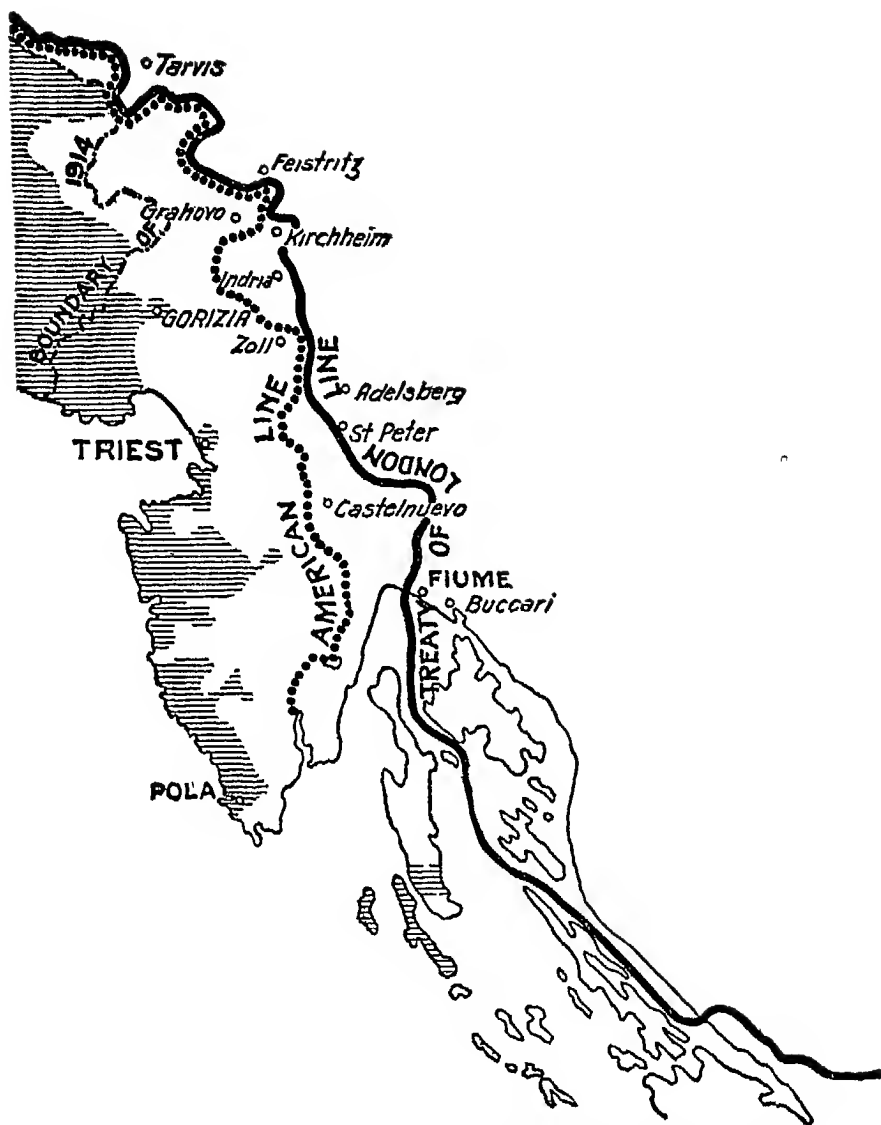 Tarvis
1914
Feistritz
Grahovo
OF
Kirchheim
Indria
BOUNDARY
GORIZIA
Zoll
LINE
LINE
Adelsberg
TRIEST
St Peter
LONDON
Castelnuevo
AMERICAN
OF
FIUME
Buccari
TREATY
POLA